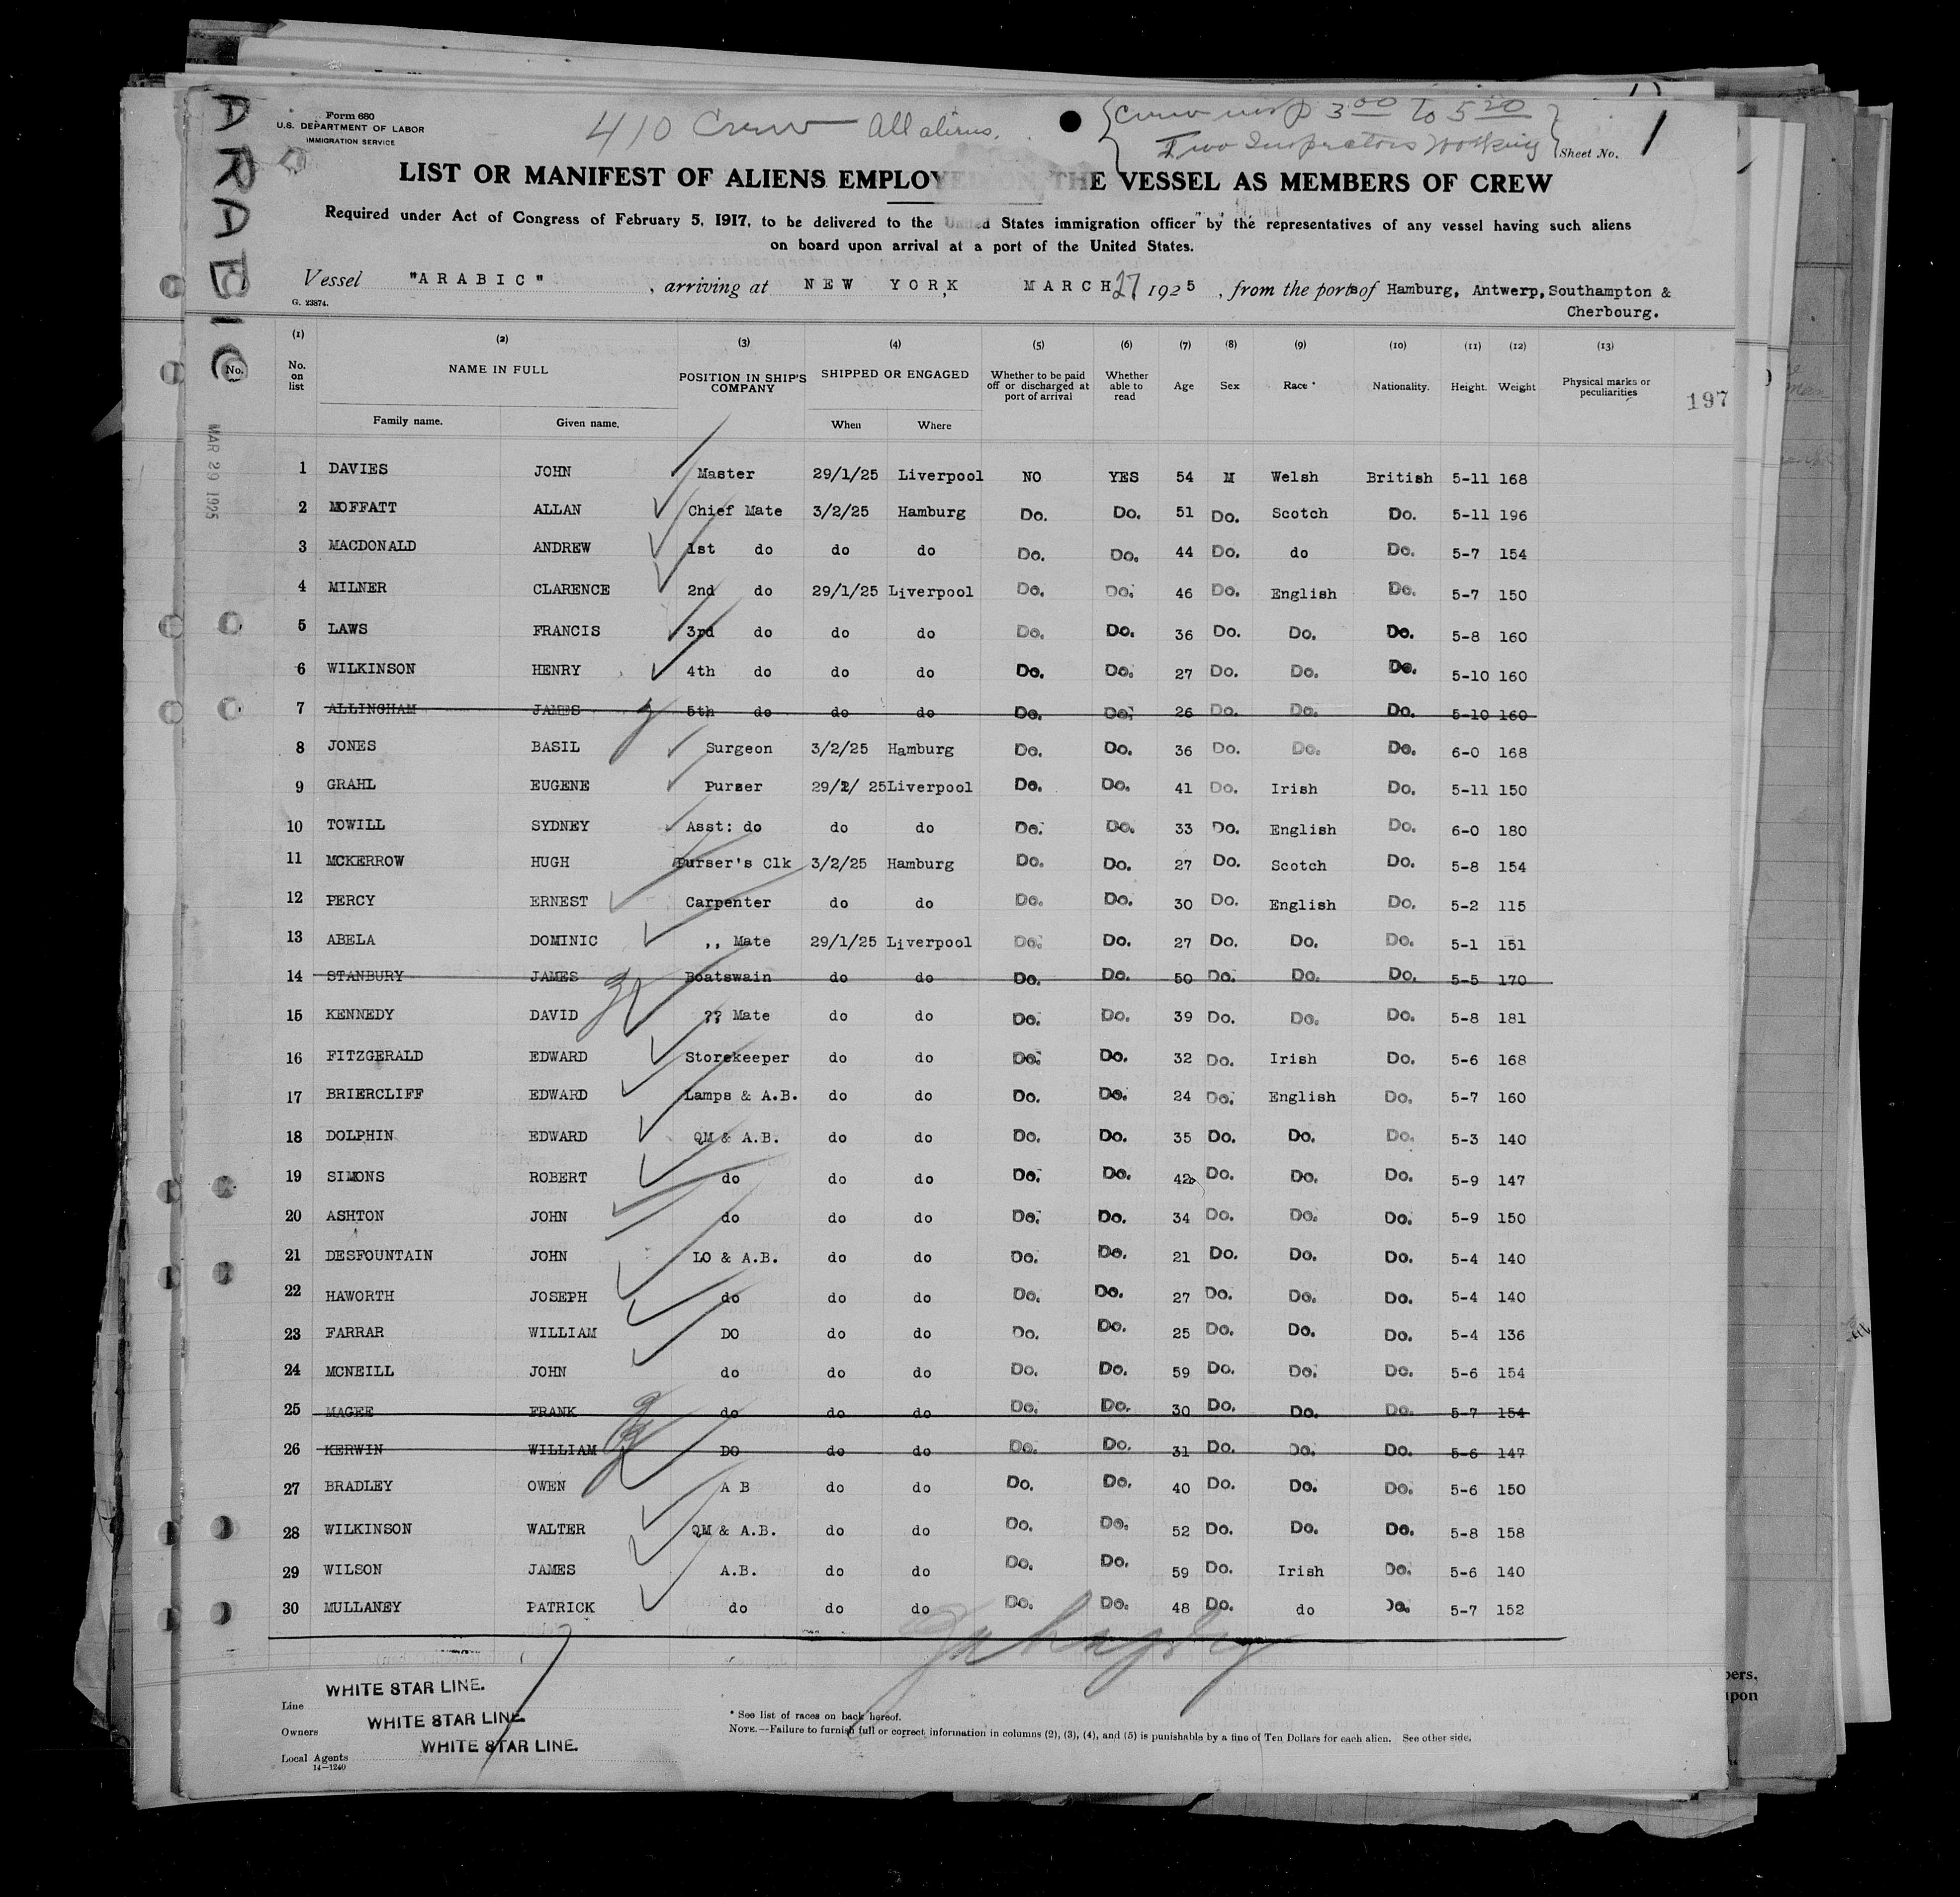 ARABIC
Form 680
U.S. DEPARTMENT OF LABOR
IMMIGRATION SERVICE
410 Crew All aliens.
Crew insp 3 00 to 5 20
Two Inspectors Working
Sheet No. 1
LIST OR MANIFEST OF ALIENS EMPLOYED ON THE VESSEL AS MEMBERS OF CREW
Required under Act of Congress of February 5, 1917, to be delivered to the United States immigration officer by the representatives of any vessel having such aliens
on board upon arrival at a port of the United States.
Vessel "ARABIC", arriving at NEW YORK MARCH 27 1925, from the ports of Hamburg, Antwerp, Southampton &
Cherbourg.
G. 23874.
(1) (2) (3) (4) (5) (6) (7) (8) (9) (10) (11) (12) (13)
No. No. on list NAME IN FULL POSITION IN SHIP'S COMPANY SHIPPED OR ENGAGED Whether to be paid off or discharged at port of arrival Whether able to read Age Sex Race * Nationality. Height. Weight Physical marks or peculiarities
197
Family name. Given name. When Where
MAR 29 1925
1 DAVIES JOHN Master 29/1/25 Liverpool NO YES 54 M Welsh British 5-11 168
2 MOFFATT ALLAN Chief Mate 3/2/25 Hamburg Do. Do. 51 Do. Scotch Do. 5-11 196
3 MACDONALD ANDREW 1st do do do Do. Do. 44 Do. do Do. 5-7 154
4 MILNER CLARENCE 2nd do 29/1/25 Liverpool Do. Do. 46 Do. English Do. 5-7 150
5 LAWS FRANCIS 3rd do do do Do. Do. 36 Do. Do. Do. 5-8 160
6 WILKINSON HENRY 4th do do do Do. Do. 27 Do. Do. Do. 5-10 160
7 ALLINGHAM JAMES 5th do do do Do. Do. 26 Do. Do. Do. 5-10 160
8 JONES BASIL Surgeon 3/2/25 Hamburg Do. Do. 36 Do. Do. Do. 6-0 168
9 GRAHL EUGENE Purser 29/1/ 25 Liverpool Do. Do. 41 Do. Irish Do. 5-11 150
10 TOWILL SYDNEY Asst: do do do Do. Do. 33 Do. English Do. 6-0 180
11 MCKERROW HUGH Purser's Clk 3/2/25 Hamburg Do. Do. 27 Do. Scotch Do. 5-8 154
12 PERCY ERNEST Carpenter do do Do. Do. 30 Do. English Do. 5-2 115
13 ABELA DOMINIC ,, Mate 29/1/25 Liverpool Do. Do. 27 Do. Do. Do. 5-1 151
14 STANBURY JAMES Boatswain do do Do. Do. 50 Do. Do. Do. 5-5 170
15 KENNEDY DAVID ?? Mate do do Do. Do. 39 Do. Do. Do. 5-8 181
16 FITZGERALD EDWARD Storekeeper do do Do. Do. 32 Do. Irish Do. 5-6 168
17 BRIERCLIFF EDWARD Lamps & A.B. do do Do. Do. 24 Do. English Do. 5-7 160
18 DOLPHIN EDWARD QM & A.B. do do Do. Do. 35 Do. Do. Do. 5-3 140
19 SIMONS ROBERT do do do Do. Do. 42 Do. Do. Do. 5-9 147
20 ASHTON JOHN do do do Do. Do. 34 Do. Do. Do. 5-9 150
21 DESFOUNTAIN JOHN LO & A.B. do do Do. Do. 21 Do. Do. Do. 5-4 140
22 HAWORTH JOSEPH do do do Do. Do. 27 Do. Do. Do. 5-4 140
23 FARRAR WILLIAM DO do do Do. Do. 25 Do. Do. Do. 5-4 136
24 MCNEILL JOHN do do do Do. Do. 59 Do. Do. Do. 5-6 154
25 MAGEE FRANK do do do Do. Do. 30 Do. Do. Do. 5-7 154
26 KERWIN WILLIAM DO do do Do. Do. 31 Do. Do. Do. 5-6 147
27 BRADLEY OWEN A B do do Do. Do. 40 Do. Do. Do. 5-6 150
28 WILKINSON WALTER QM & A.B. do do Do. Do. 52 Do. Do. Do. 5-8 158
29 WILSON JAMES A.B. do do Do. Do. 59 Do. Irish Do. 5-6 140
30 MULLANEY PATRICK do do do Do. Do. 48 Do. do Do. 5-7 152
Line WHITE STAR LINE.
Owners WHITE STAR LINE.
Local Agents WHITE STAR LINE.
14—1240
* See list of races on back hereof.
NOTE.—Failure to furnish full or correct information in columns (2), (3), (4), and (5) is punishable by a fine of Ten Dollars for each alien. See other side.